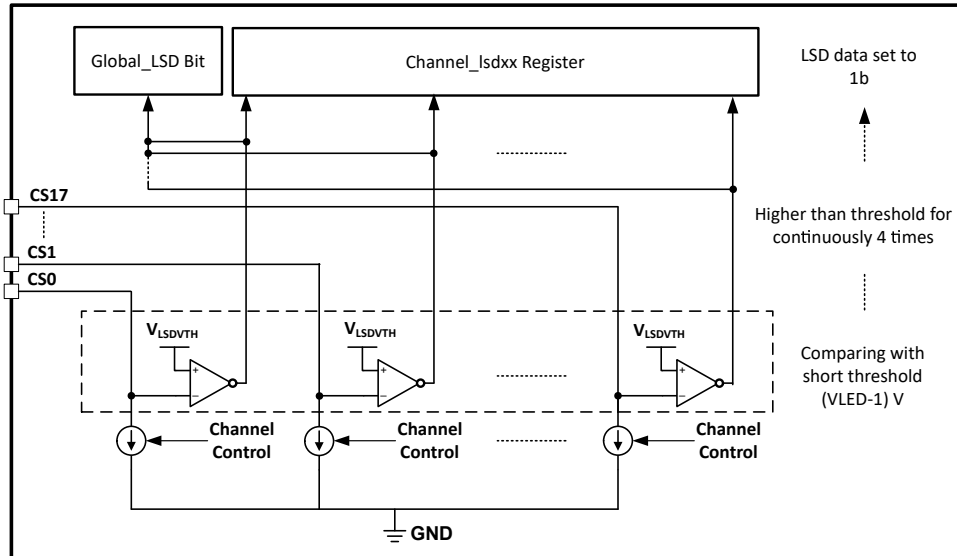 Global_LSD Bit
Channel_lsdxx Register
LSD data set to
1b
CS17
Higher than threshold for
continuously 4 times
CS1
CS0
VLSDVTH
VLSDVTH
VLSDVTH
+
+
+
−
−
−
Comparing with
short threshold
(VLED-1) V
Channel
Control
Channel
Control
Channel
Control
GND